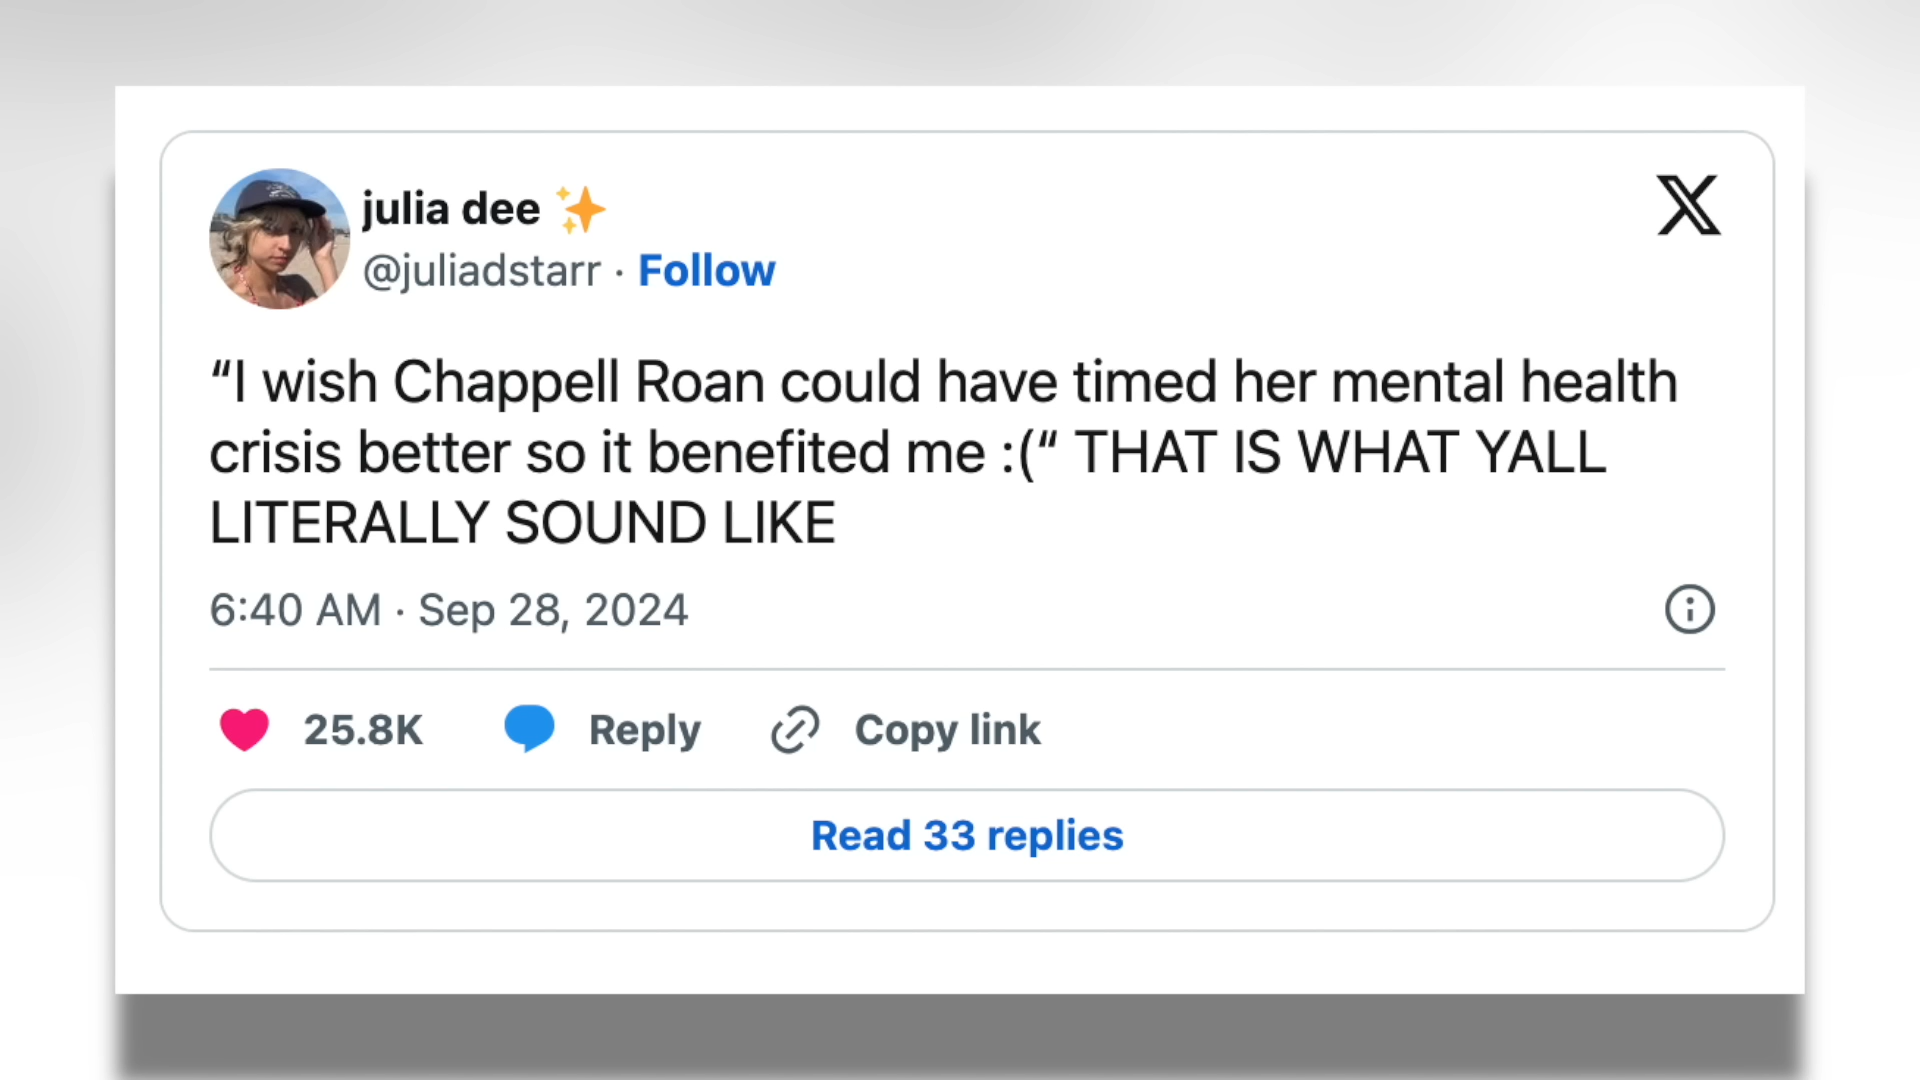 julia dee ✨
@juliadstarr · Follow
“I wish Chappell Roan could have timed her mental health
crisis better so it benefited me :(“ THAT IS WHAT YALL
LITERALLY SOUND LIKE
6:40 AM · Sep 28, 2024
25.8K Reply Copy link
Read 33 replies